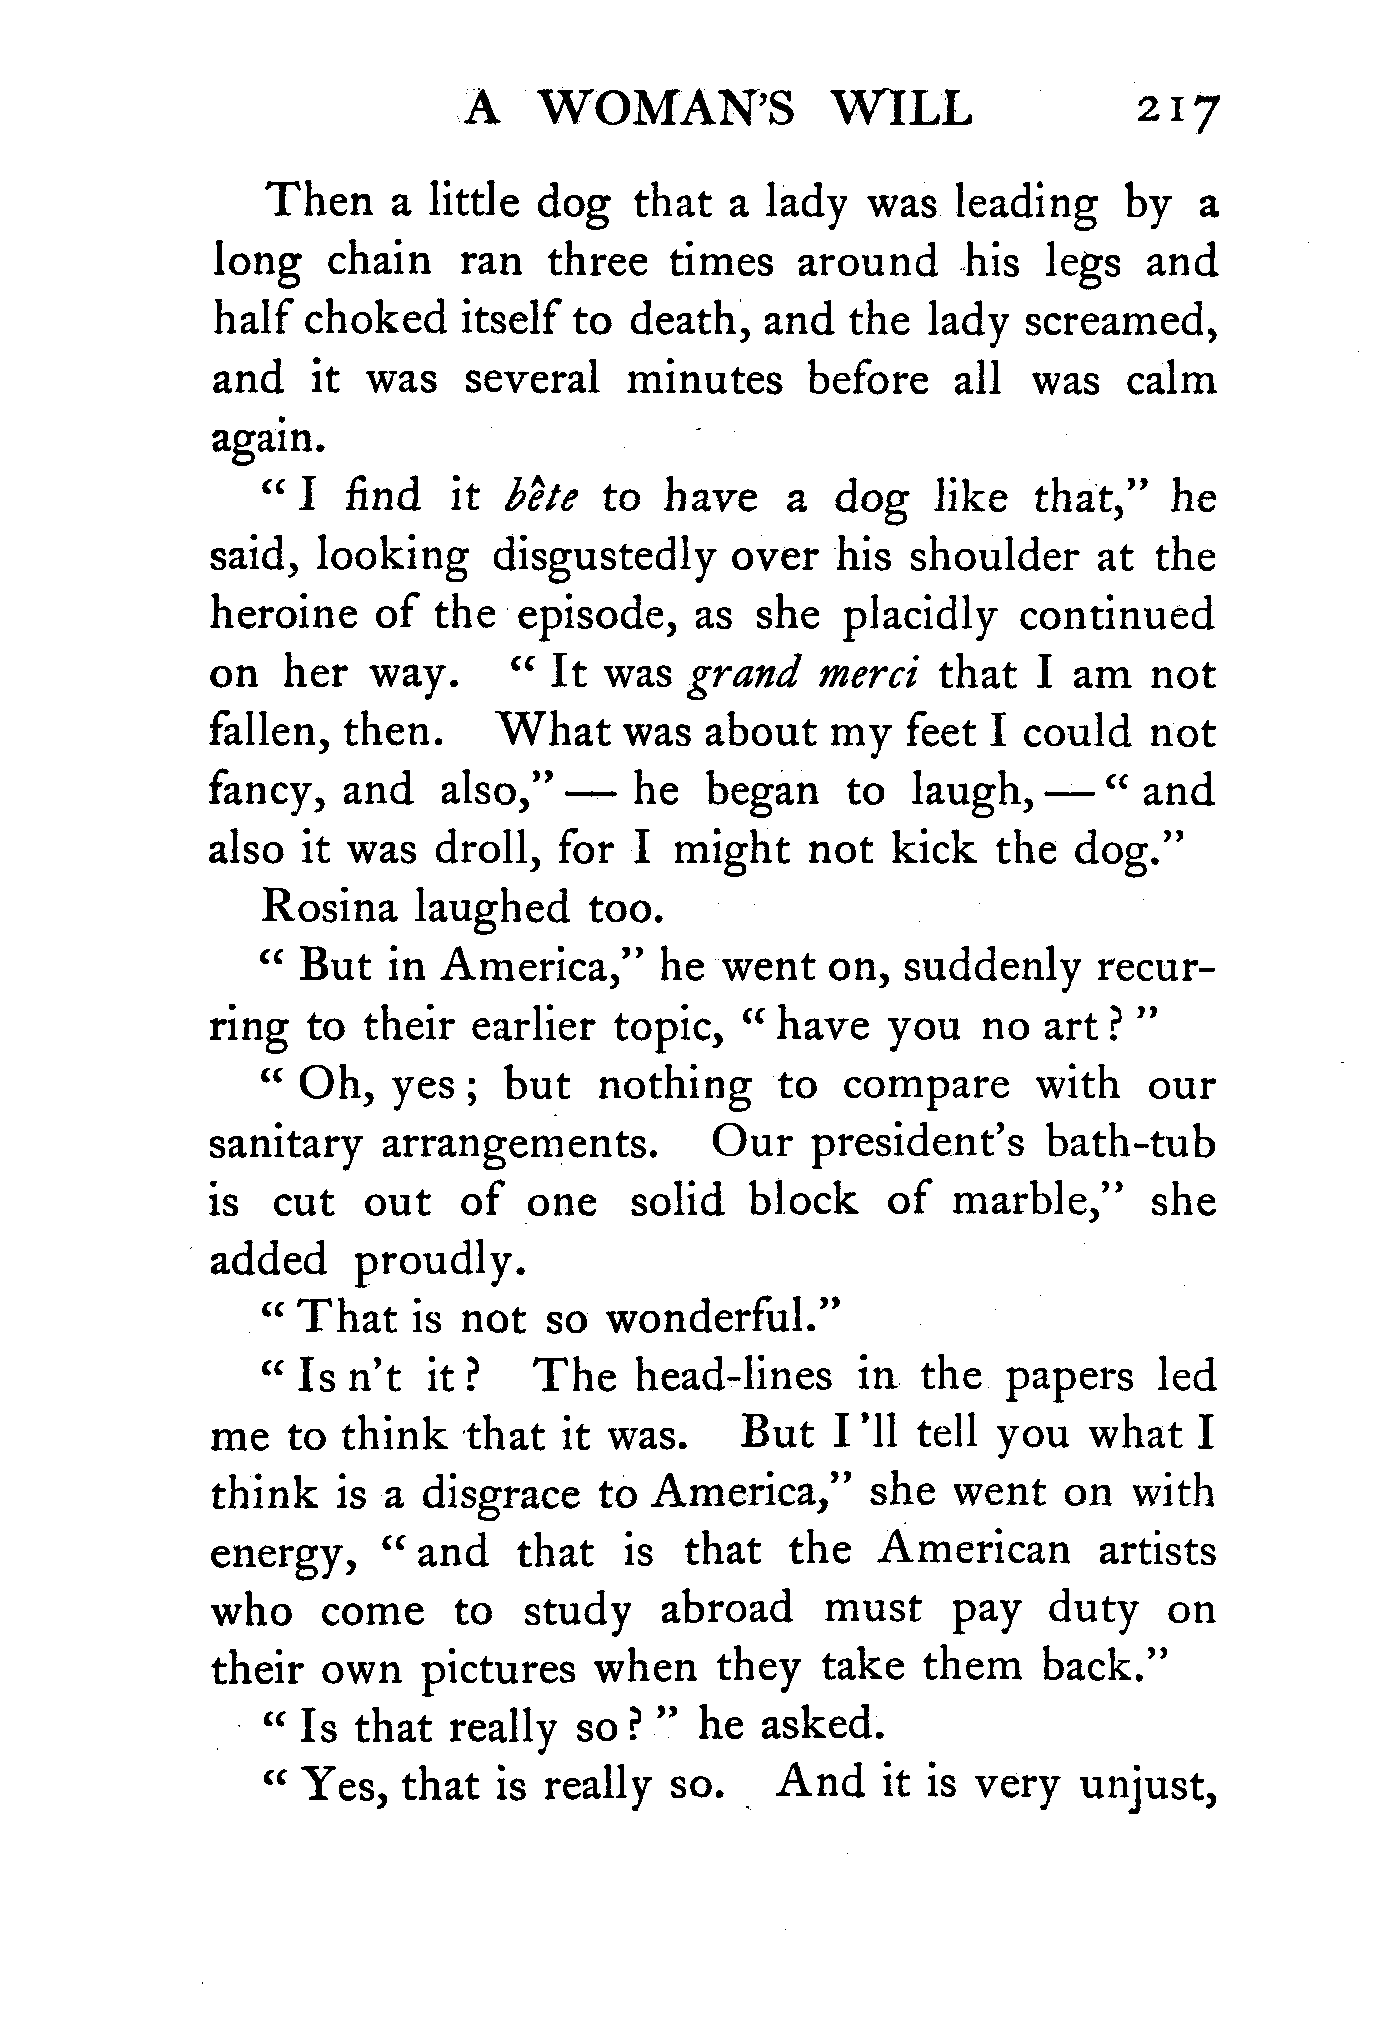 A WOMAN'S WILL 217
Then a little dog that a lady was leading by a
long chain ran three times around his legs and
half choked itself to death, and the lady screamed,
and it was several minutes before all was calm
again.
“ I find it bête to have a dog like that,” he
said, looking disgustedly over his shoulder at the
heroine of the episode, as she placidly continued
on her way. “ It was grand merci that I am not
fallen, then. What was about my feet I could not
fancy, and also,” — he began to laugh, — “ and
also it was droll, for I might not kick the dog.”
Rosina laughed too.
“ But in America,” he went on, suddenly recur-
ring to their earlier topic, “ have you no art ? ”
“ Oh, yes ; but nothing to compare with our
sanitary arrangements. Our president's bath-tub
is cut out of one solid block of marble,” she
added proudly.
“ That is not so wonderful.”
“ Is n't it ? The head-lines in the papers led
me to think that it was. But I 'll tell you what I
think is a disgrace to America,” she went on with
energy, “ and that is that the American artists
who come to study abroad must pay duty on
their own pictures when they take them back.”
“ Is that really so ? ” he asked.
“ Yes, that is really so. And it is very unjust,